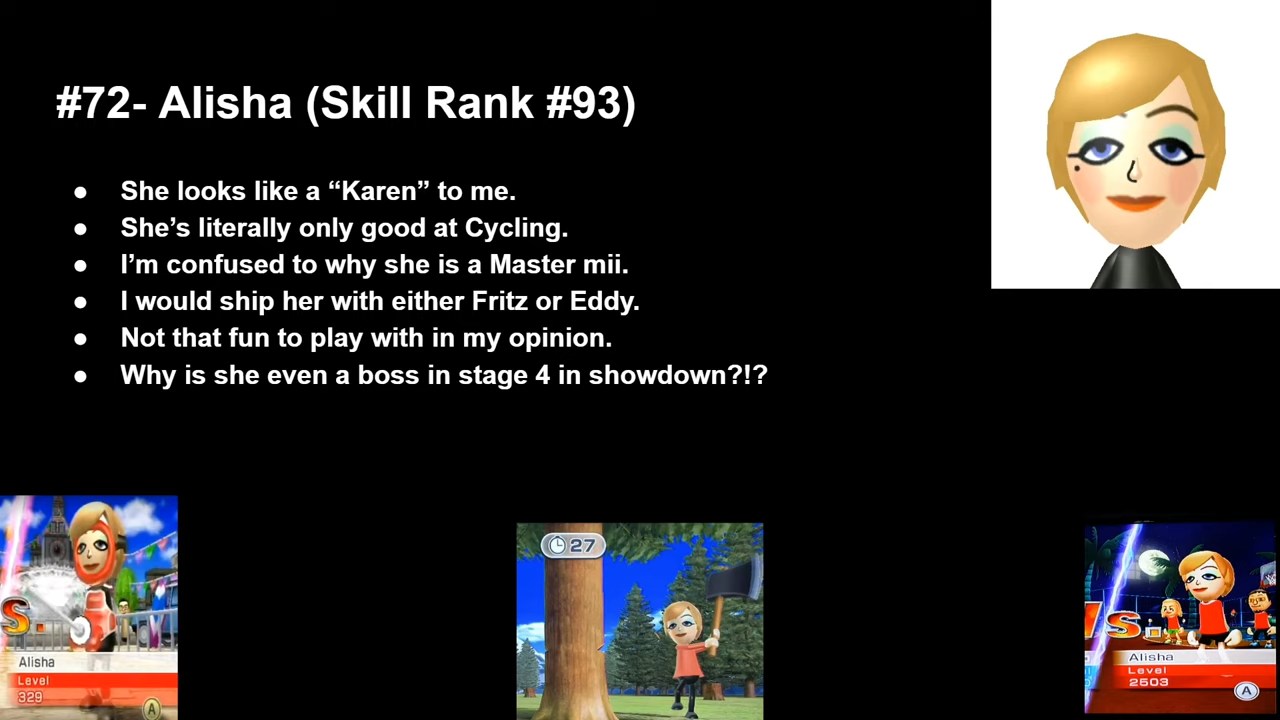 #72- Alisha (Skill Rank #93)
● She looks like a “Karen” to me.
● She’s literally only good at Cycling.
● I’m confused to why she is a Master mii.
● I would ship her with either Fritz or Eddy.
● Not that fun to play with in my opinion.
● Why is she even a boss in stage 4 in showdown?!?
S.
Alisha
Level
329
A
27
s.
Alisha
Level
2503
A